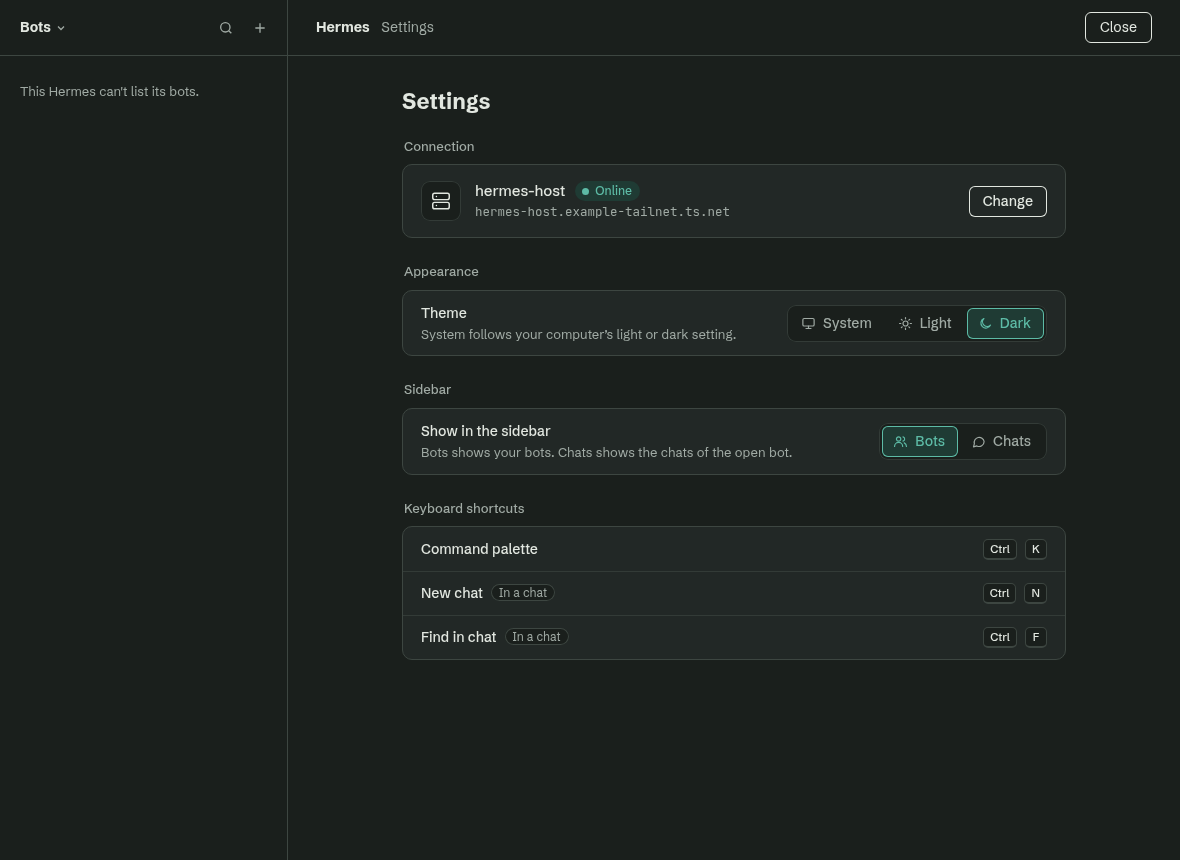 Bots
Hermes Settings
Close
This Hermes can't list its bots.
Settings
Connection
hermes-host Online
hermes-host.example-tailnet.ts.net
Change
Appearance
Theme
System follows your computer's light or dark setting.
System Light Dark
Sidebar
Show in the sidebar
Bots shows your bots. Chats shows the chats of the open bot.
Bots Chats
Keyboard shortcuts
Command palette Ctrl K
New chat In a chat Ctrl N
Find in chat In a chat Ctrl F